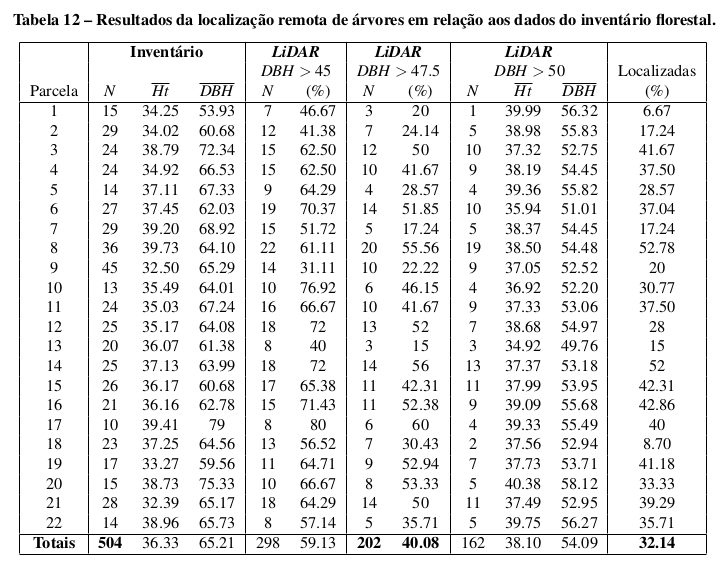 Tabela 12 – Resultados da localização remota de árvores em relação aos dados do inventário florestal.
Inventário LiDAR LiDAR LiDAR
DBH > 45 DBH > 47.5 DBH > 50 Localizadas
Parcela N Ht DBH N (%) N (%) N Ht DBH (%)
1 15 34.25 53.93 7 46.67 3 20 1 39.99 56.32 6.67
2 29 34.02 60.68 12 41.38 7 24.14 5 38.98 55.83 17.24
3 24 38.79 72.34 15 62.50 12 50 10 37.32 52.75 41.67
4 24 34.92 66.53 15 62.50 10 41.67 9 38.19 54.45 37.50
5 14 37.11 67.33 9 64.29 4 28.57 4 39.36 55.82 28.57
6 27 37.45 62.03 19 70.37 14 51.85 10 35.94 51.01 37.04
7 29 39.20 68.92 15 51.72 5 17.24 5 38.37 54.45 17.24
8 36 39.73 64.10 22 61.11 20 55.56 19 38.50 54.48 52.78
9 45 32.50 65.29 14 31.11 10 22.22 9 37.05 52.52 20
10 13 35.49 64.01 10 76.92 6 46.15 4 36.92 52.20 30.77
11 24 35.03 67.24 16 66.67 10 41.67 9 37.33 53.06 37.50
12 25 35.17 64.08 18 72 13 52 7 38.68 54.97 28
13 20 36.07 61.38 8 40 3 15 3 34.92 49.76 15
14 25 37.13 63.99 18 72 14 56 13 37.37 53.18 52
15 26 36.17 60.68 17 65.38 11 42.31 11 37.99 53.95 42.31
16 21 36.16 62.78 15 71.43 11 52.38 9 39.09 55.68 42.86
17 10 39.41 79 8 80 6 60 4 39.33 55.49 40
18 23 37.25 64.56 13 56.52 7 30.43 2 37.56 52.94 8.70
19 17 33.27 59.56 11 64.71 9 52.94 7 37.73 53.71 41.18
20 15 38.73 75.33 10 66.67 8 53.33 5 40.38 58.12 33.33
21 28 32.39 65.17 18 64.29 14 50 11 37.49 52.95 39.29
22 14 38.96 65.73 8 57.14 5 35.71 5 39.75 56.27 35.71
Totais 504 36.33 65.21 298 59.13 202 40.08 162 38.10 54.09 32.14